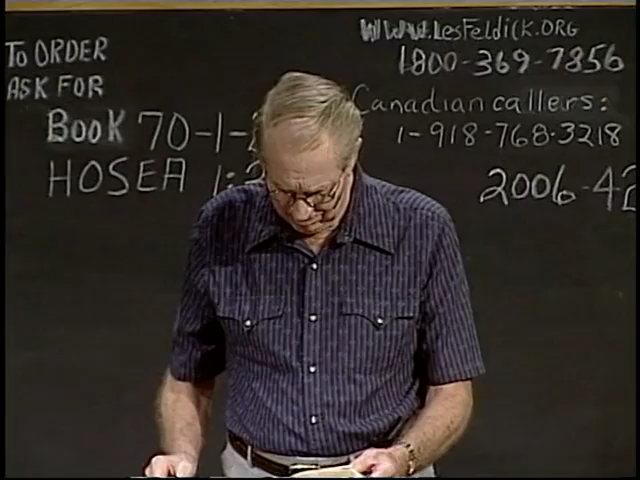 TO ORDER
ASK FOR
BOOK 70-1-
HOSEA 1:
WWW.LesFeldicK.ORG
1800-369-7856
Canadian callers:
1-918-768-3218
2006-42